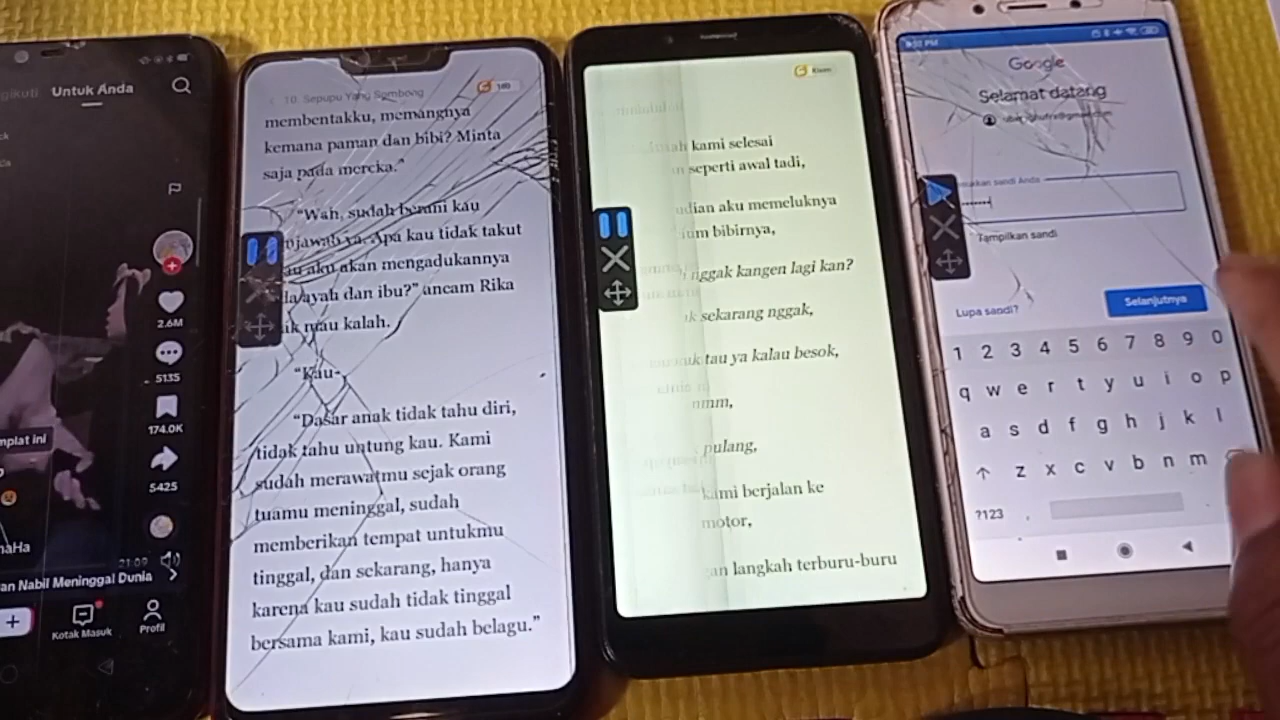 Untuk Anda
2.6M
5135
174.0K
mplat ini
5425
21:09
an Nabil Meninggal Dunia
Kotak Masuk
Profil
10. Sepupu Yang Sombong
membentakku, memangnya
kemana paman dan bibi? Minta
saja pada mereka."
"Wah, sudah berani kau
Apa kau tidak takut
aku akan mengadukannya
ayah dan ibu?" ancam Rika
mau kalah.
"Kau-
"Dasar anak tidak tahu diri,
tidak tahu untung kau. Kami
sudah merawatmu sejak orang
tuamu meninggal, sudah
memberikan tempat untukmu
tinggal, dan sekarang, hanya
karena kau sudah tidak tinggal
bersama kami, kau sudah belagu."
kami selesai
seperti awal tadi,
aku memeluknya
bibirnya,
nggak kangen lagi kan?
sekarang nggak,
tau ya kalau besok,
pulang,
kami berjalan ke
motor,
langkah terburu-buru
Google
Selamat datang
Tampilkan sandi
Lupa sandi?
Selanjutnya
1 2 3 4 5 6 7 8 9 0
q w e r t y u i o p
a s d f g h j k l
z x c v b n m
?123